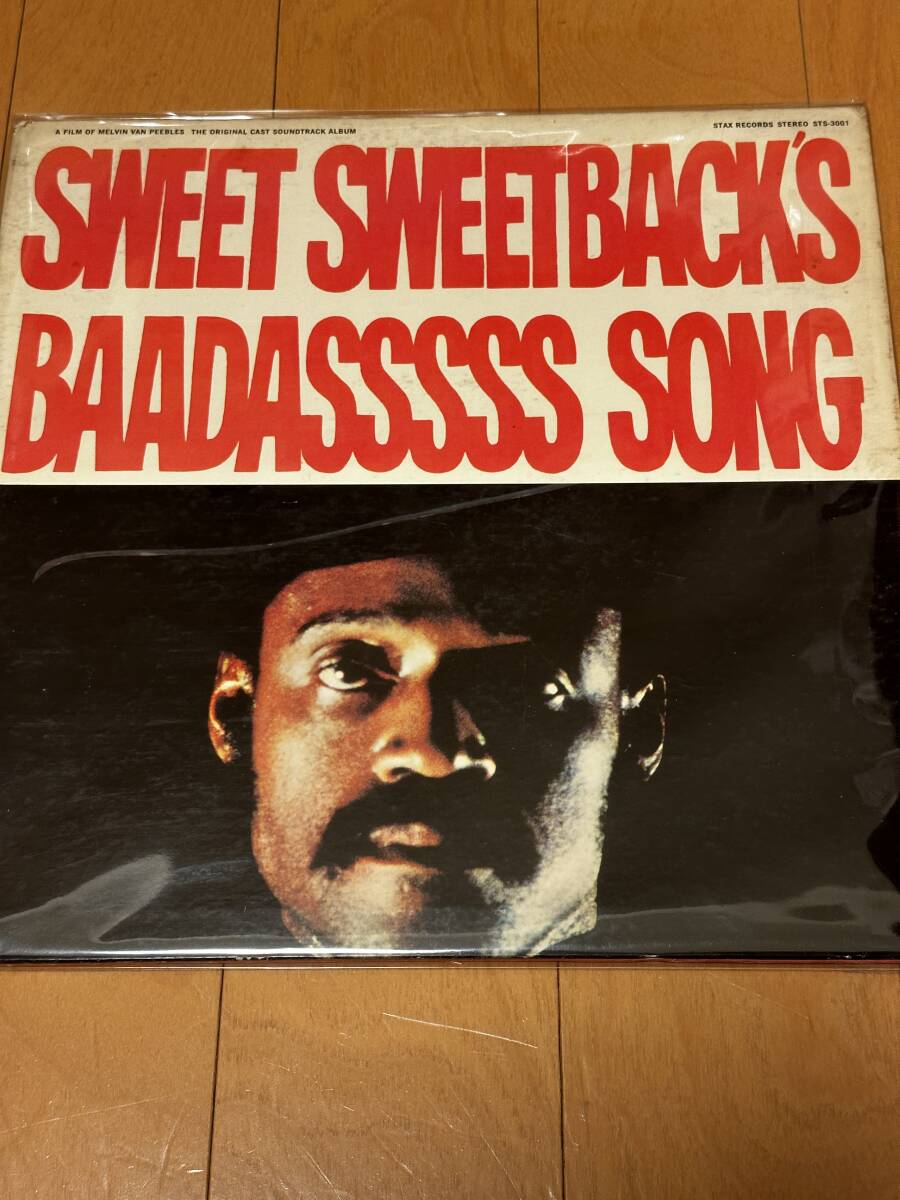 A FILM OF MELVIN VAN PEEBLES THE ORIGINAL CAST SOUNDTRACK ALBUM STAX RECORDS STEREO STS-3001
SWEET SWEETBACK'S
BAADASSSSS SONG